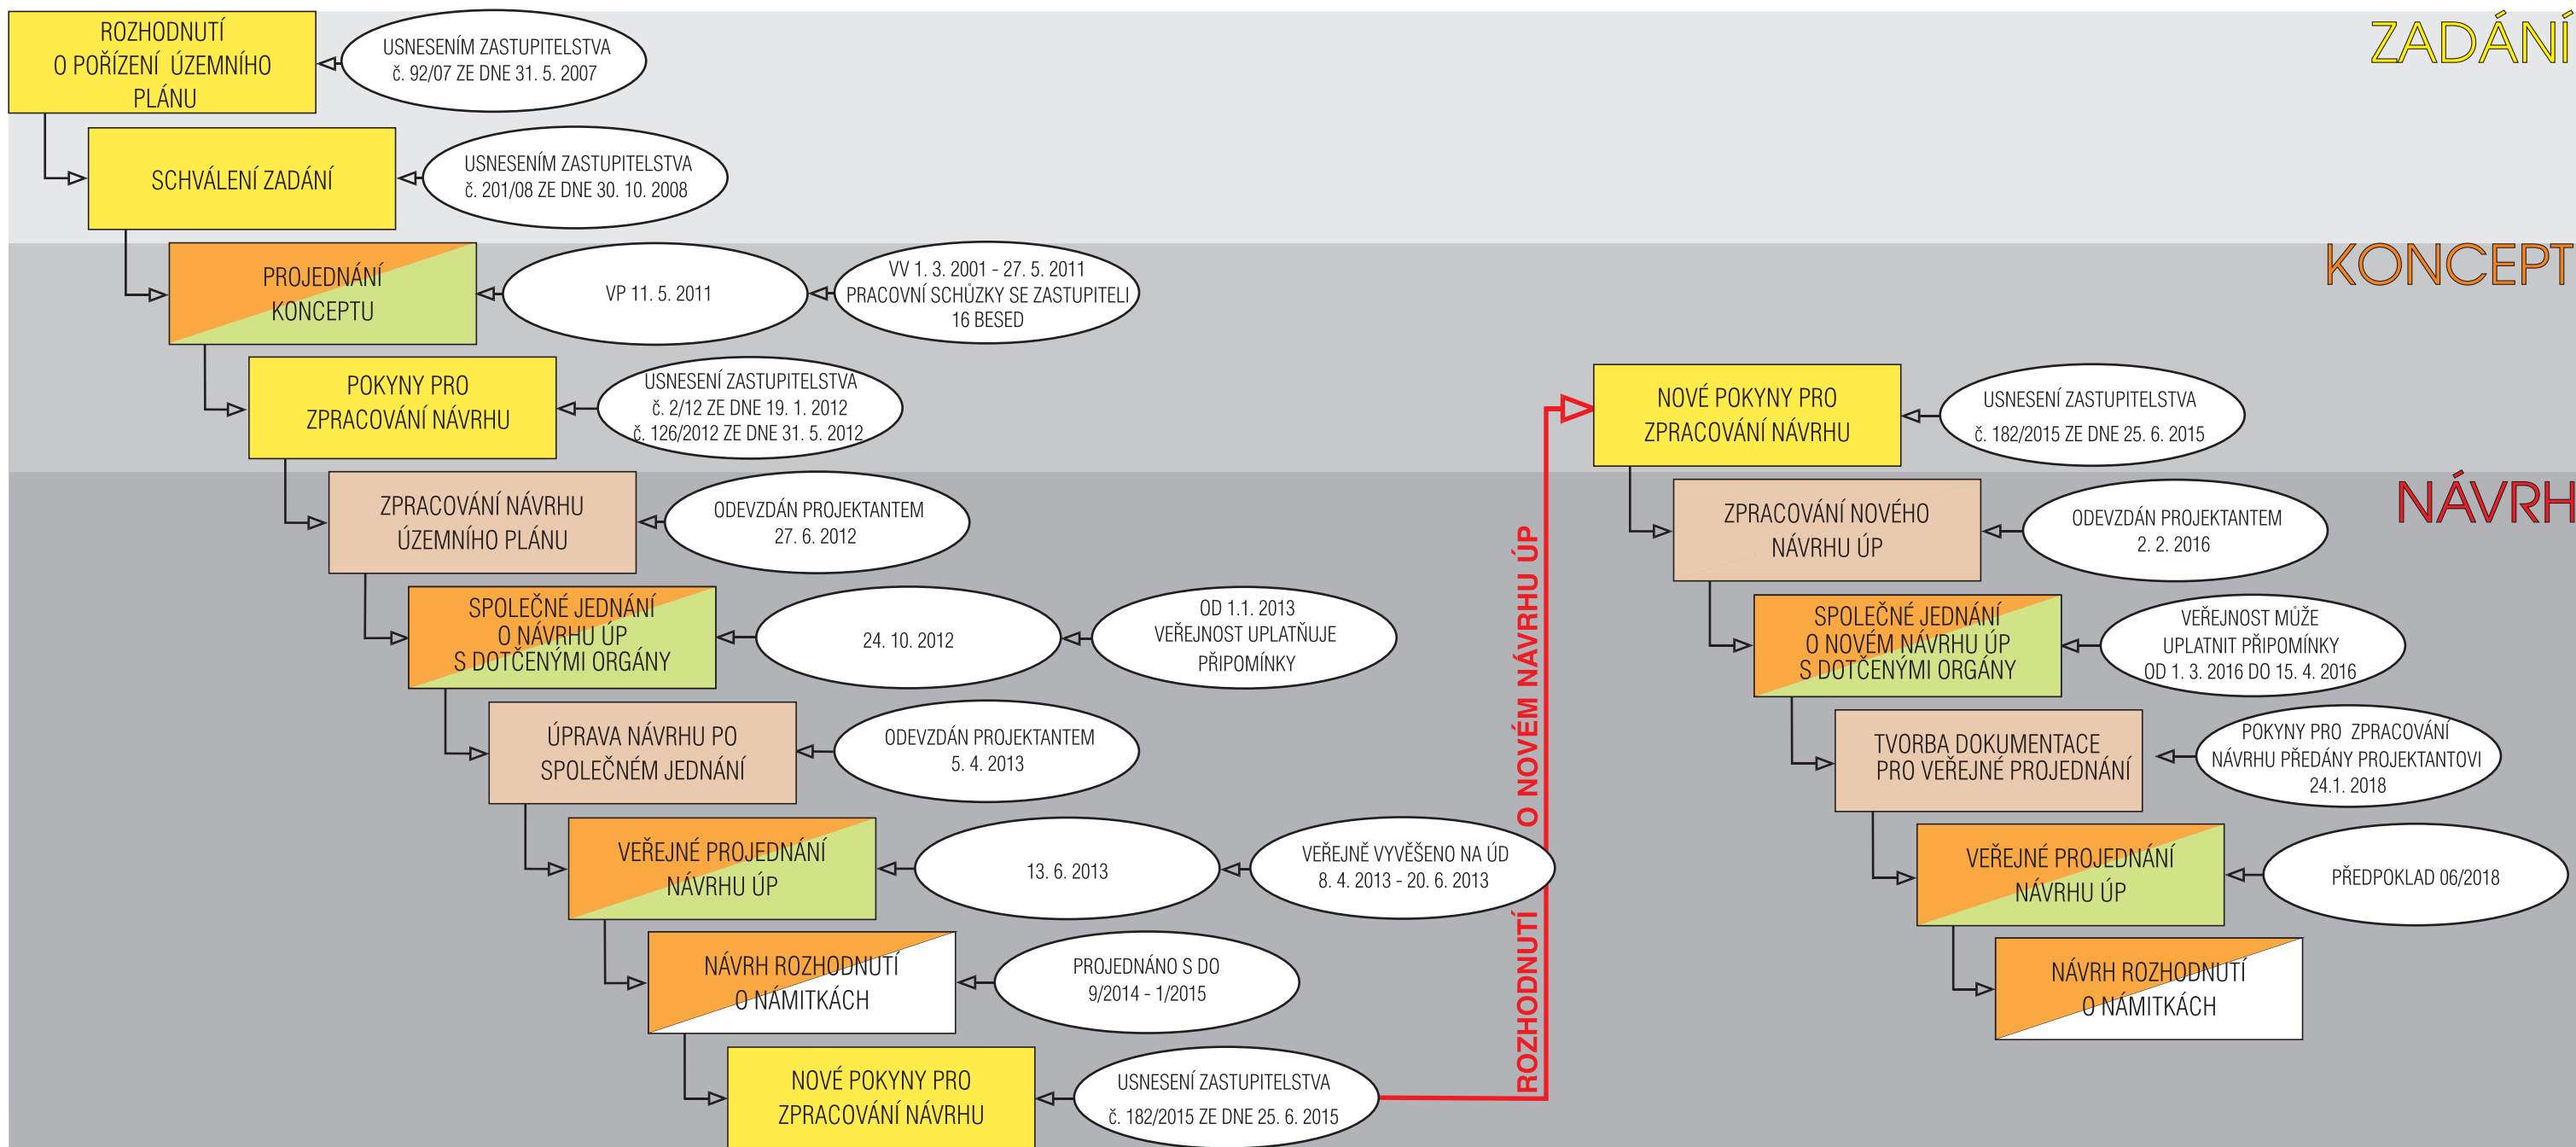 ZADÁNÍ
ROZHODNUTÍ
O POŘÍZENÍ ÚZEMNÍHO
PLÁNU
USNESENÍM ZASTUPITELSTVA
č. 92/07 ZE DNE 31. 5. 2007
SCHVÁLENÍ ZADÁNÍ
USNESENÍM ZASTUPITELSTVA
č. 201/08 ZE DNE 30. 10. 2008
KONCEPT
PROJEDNÁNÍ
KONCEPTU
VP 11. 5. 2011
VV 1. 3. 2001 - 27. 5. 2011
PRACOVNÍ SCHŮZKY SE ZASTUPITELI
16 BESED
POKYNY PRO
ZPRACOVÁNÍ NÁVRHU
USNESENÍ ZASTUPITELSTVA
č. 2/12 ZE DNE 19. 1. 2012
č. 126/2012 ZE DNE 31. 5. 2012
NÁVRH
ZPRACOVÁNÍ NÁVRHU
ÚZEMNÍHO PLÁNU
ODEVZDÁN PROJEKTANTEM
27. 6. 2012
SPOLEČNÉ JEDNÁNÍ
O NÁVRHU ÚP
S DOTČENÝMI ORGÁNY
24. 10. 2012
OD 1.1. 2013
VEŘEJNOST UPLATŇUJE
PŘIPOMÍNKY
ÚPRAVA NÁVRHU PO
SPOLEČNÉM JEDNÁNÍ
ODEVZDÁN PROJEKTANTEM
5. 4. 2013
VEŘEJNÉ PROJEDNÁNÍ
NÁVRHU ÚP
13. 6. 2013
VEŘEJNĚ VYVĚŠENO NA ÚD
8. 4. 2013 - 20. 6. 2013
NÁVRH ROZHODNUTÍ
O NÁMITKÁCH
PROJEDNÁNO S DO
9/2014 - 1/2015
NOVÉ POKYNY PRO
ZPRACOVÁNÍ NÁVRHU
USNESENÍ ZASTUPITELSTVA
č. 182/2015 ZE DNE 25. 6. 2015
ROZHODNUTÍ O NOVÉM NÁVRHU ÚP
NOVÉ POKYNY PRO
ZPRACOVÁNÍ NÁVRHU
USNESENÍ ZASTUPITELSTVA
č. 182/2015 ZE DNE 25. 6. 2015
ZPRACOVÁNÍ NOVÉHO
NÁVRHU ÚP
ODEVZDÁN PROJEKTANTEM
2. 2. 2016
SPOLEČNÉ JEDNÁNÍ
O NOVÉM NÁVRHU ÚP
S DOTČENÝMI ORGÁNY
VEŘEJNOST MŮŽE
UPLATNIT PŘIPOMÍNKY
OD 1. 3. 2016 DO 15. 4. 2016
TVORBA DOKUMENTACE
PRO VEŘEJNÉ PROJEDNÁNÍ
POKYNY PRO ZPRACOVÁNÍ
NÁVRHU PŘEDÁNY PROJEKTANTOVI
24.1. 2018
VEŘEJNÉ PROJEDNÁNÍ
NÁVRHU ÚP
PŘEDPOKLAD 06/2018
NÁVRH ROZHODNUTÍ
O NÁMITKÁCH